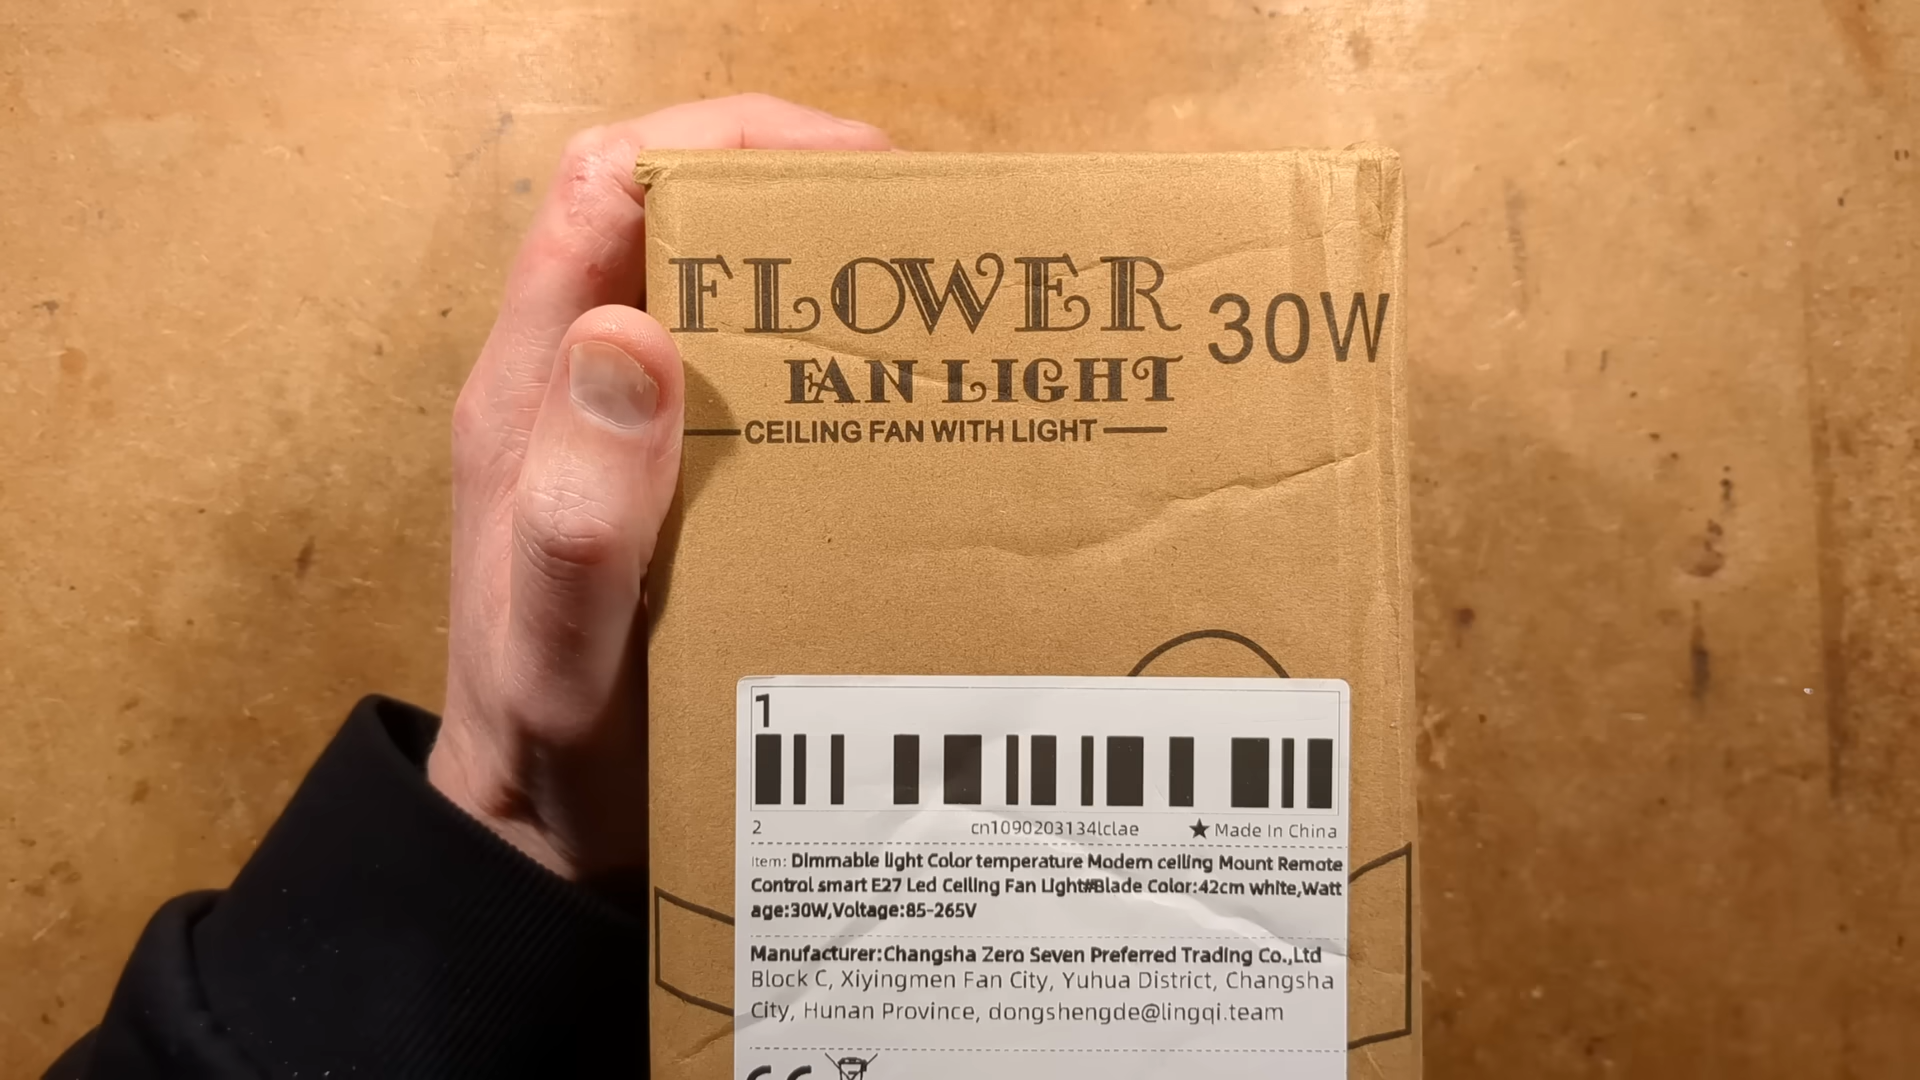 FLOWER
30W
FAN LIGHT
CEILING FAN WITH LIGHT
1
2 cn1090203134lclae ★ Made In China
Item: Dimmable light Color temperature Modern ceiling Mount Remote
Control smart E27 Led Ceiling Fan Light#Blade Color:42cm white,Watt
age:30W,Voltage:85-265V
Manufacturer:Changsha Zero Seven Preferred Trading Co.,Ltd
Block C, Xiyingmen Fan City, Yuhua District, Changsha
City, Hunan Province, dongshengde@lingqi.team
CE